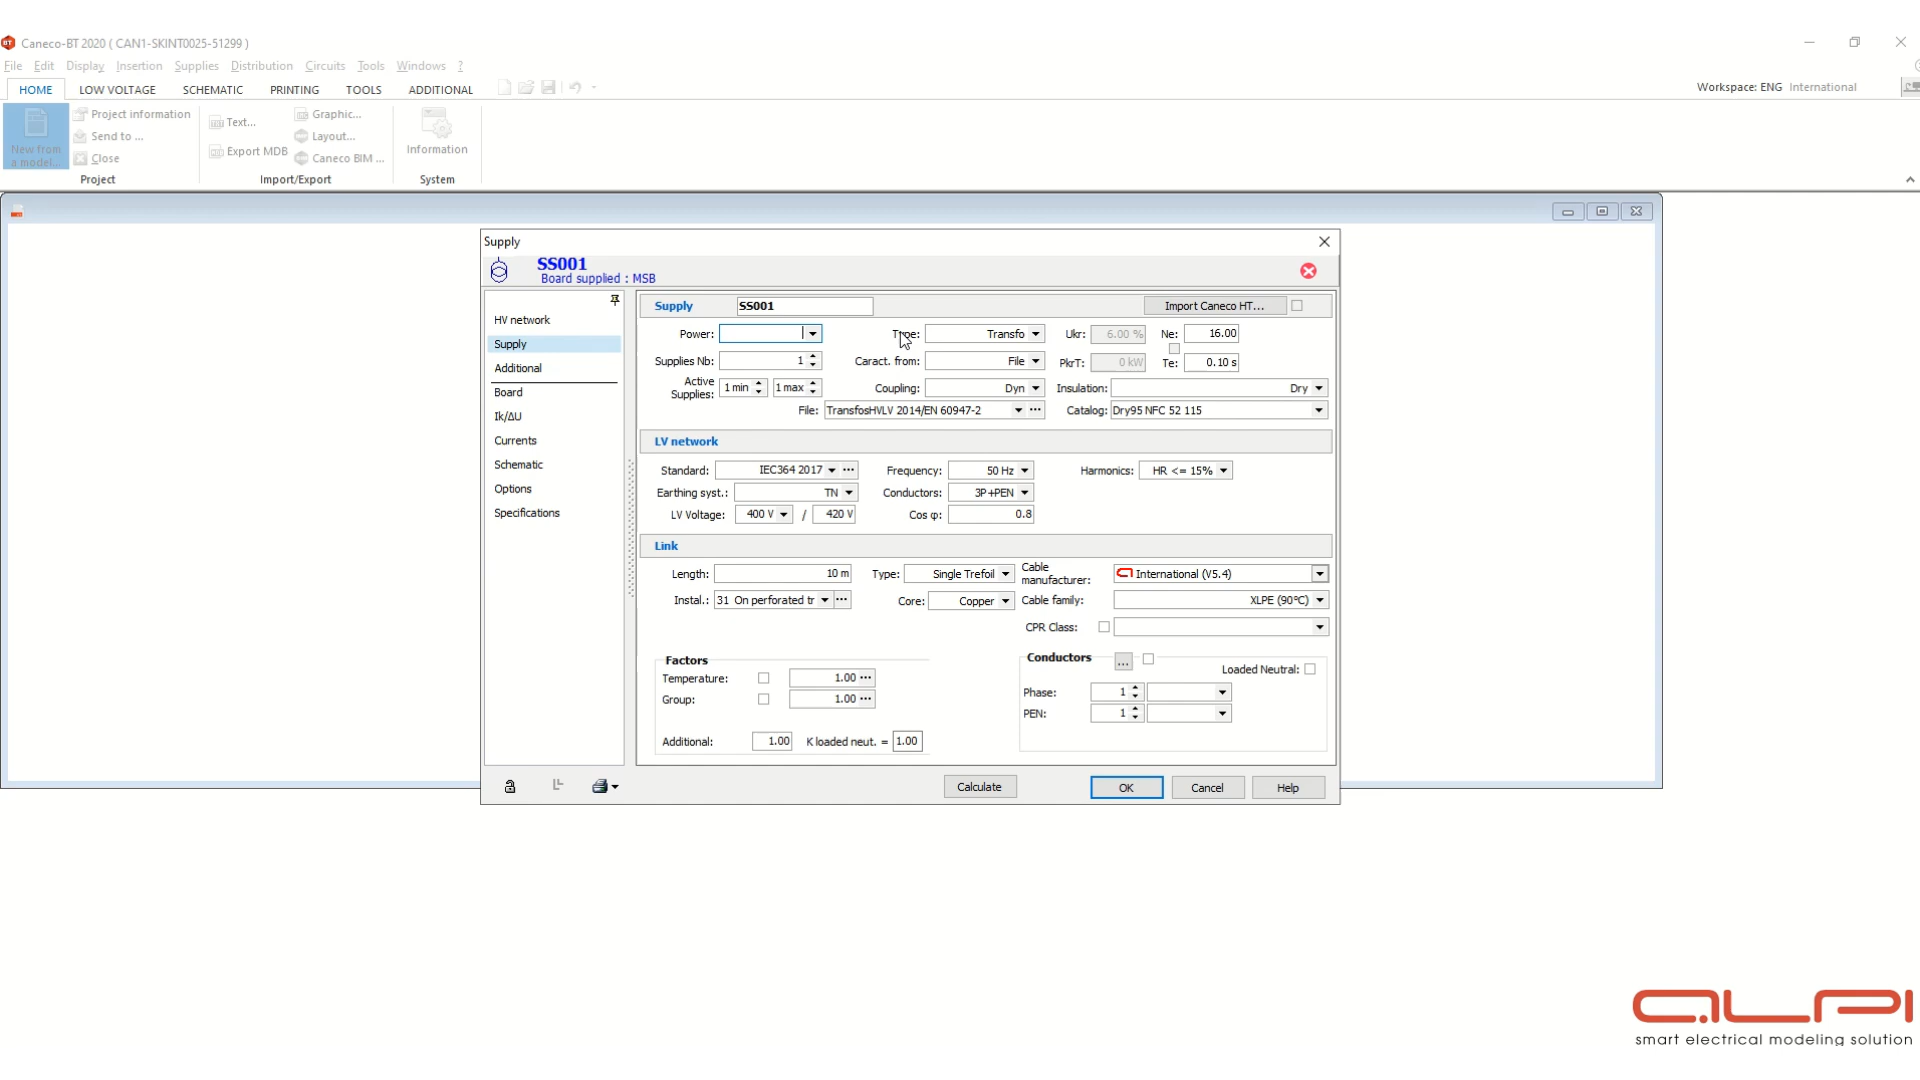 BT Caneco-BT 2020 ( CAN1-SKINT0025-51299 )
File Edit Display Insertion Supplies Distribution Circuits Tools Windows ?
HOME LOW VOLTAGE SCHEMATIC PRINTING TOOLS ADDITIONAL
Workspace: ENG International
New from a model...
Project information
Send to ...
Close
Project
Text...
Export MDB
Graphic...
Layout...
Caneco BIM ...
Import/Export
Information
System
Supply
SS001
Board supplied : MSB
HV network
Supply
Additional
Board
Ik/ΔU
Currents
Schematic
Options
Specifications
Supply SS001 Import Caneco HT...
Power: Type: Transfo Ukr: 6.00 % Ne: 16.00
Supplies Nb: 1 Caract. from: File PkrT: 0 kW Te: 0.10 s
Active Supplies: 1 min 1 max Coupling: Dyn Insulation: Dry
File: TransfosHVLV 2014/EN 60947-2 ... Catalog: Dry95 NFC 52 115
LV network
Standard: IEC364 2017 ... Frequency: 50 Hz Harmonics: HR <= 15%
Earthing syst.: TN Conductors: 3P+PEN
LV Voltage: 400 V / 420 V Cos φ: 0.8
Link
Length: 10 m Type: Single Trefoil Cable manufacturer: International (V5.4)
Instal.: 31 On perforated tr ... Core: Copper Cable family: XLPE (90°C)
CPR Class:
Factors
Temperature: 1.00 ...
Group: 1.00 ...
Additional: 1.00 K loaded neut. = 1.00
Conductors ...
Loaded Neutral:
Phase: 1
PEN: 1
Calculate OK Cancel Help
ALPI
smart electrical modeling solution